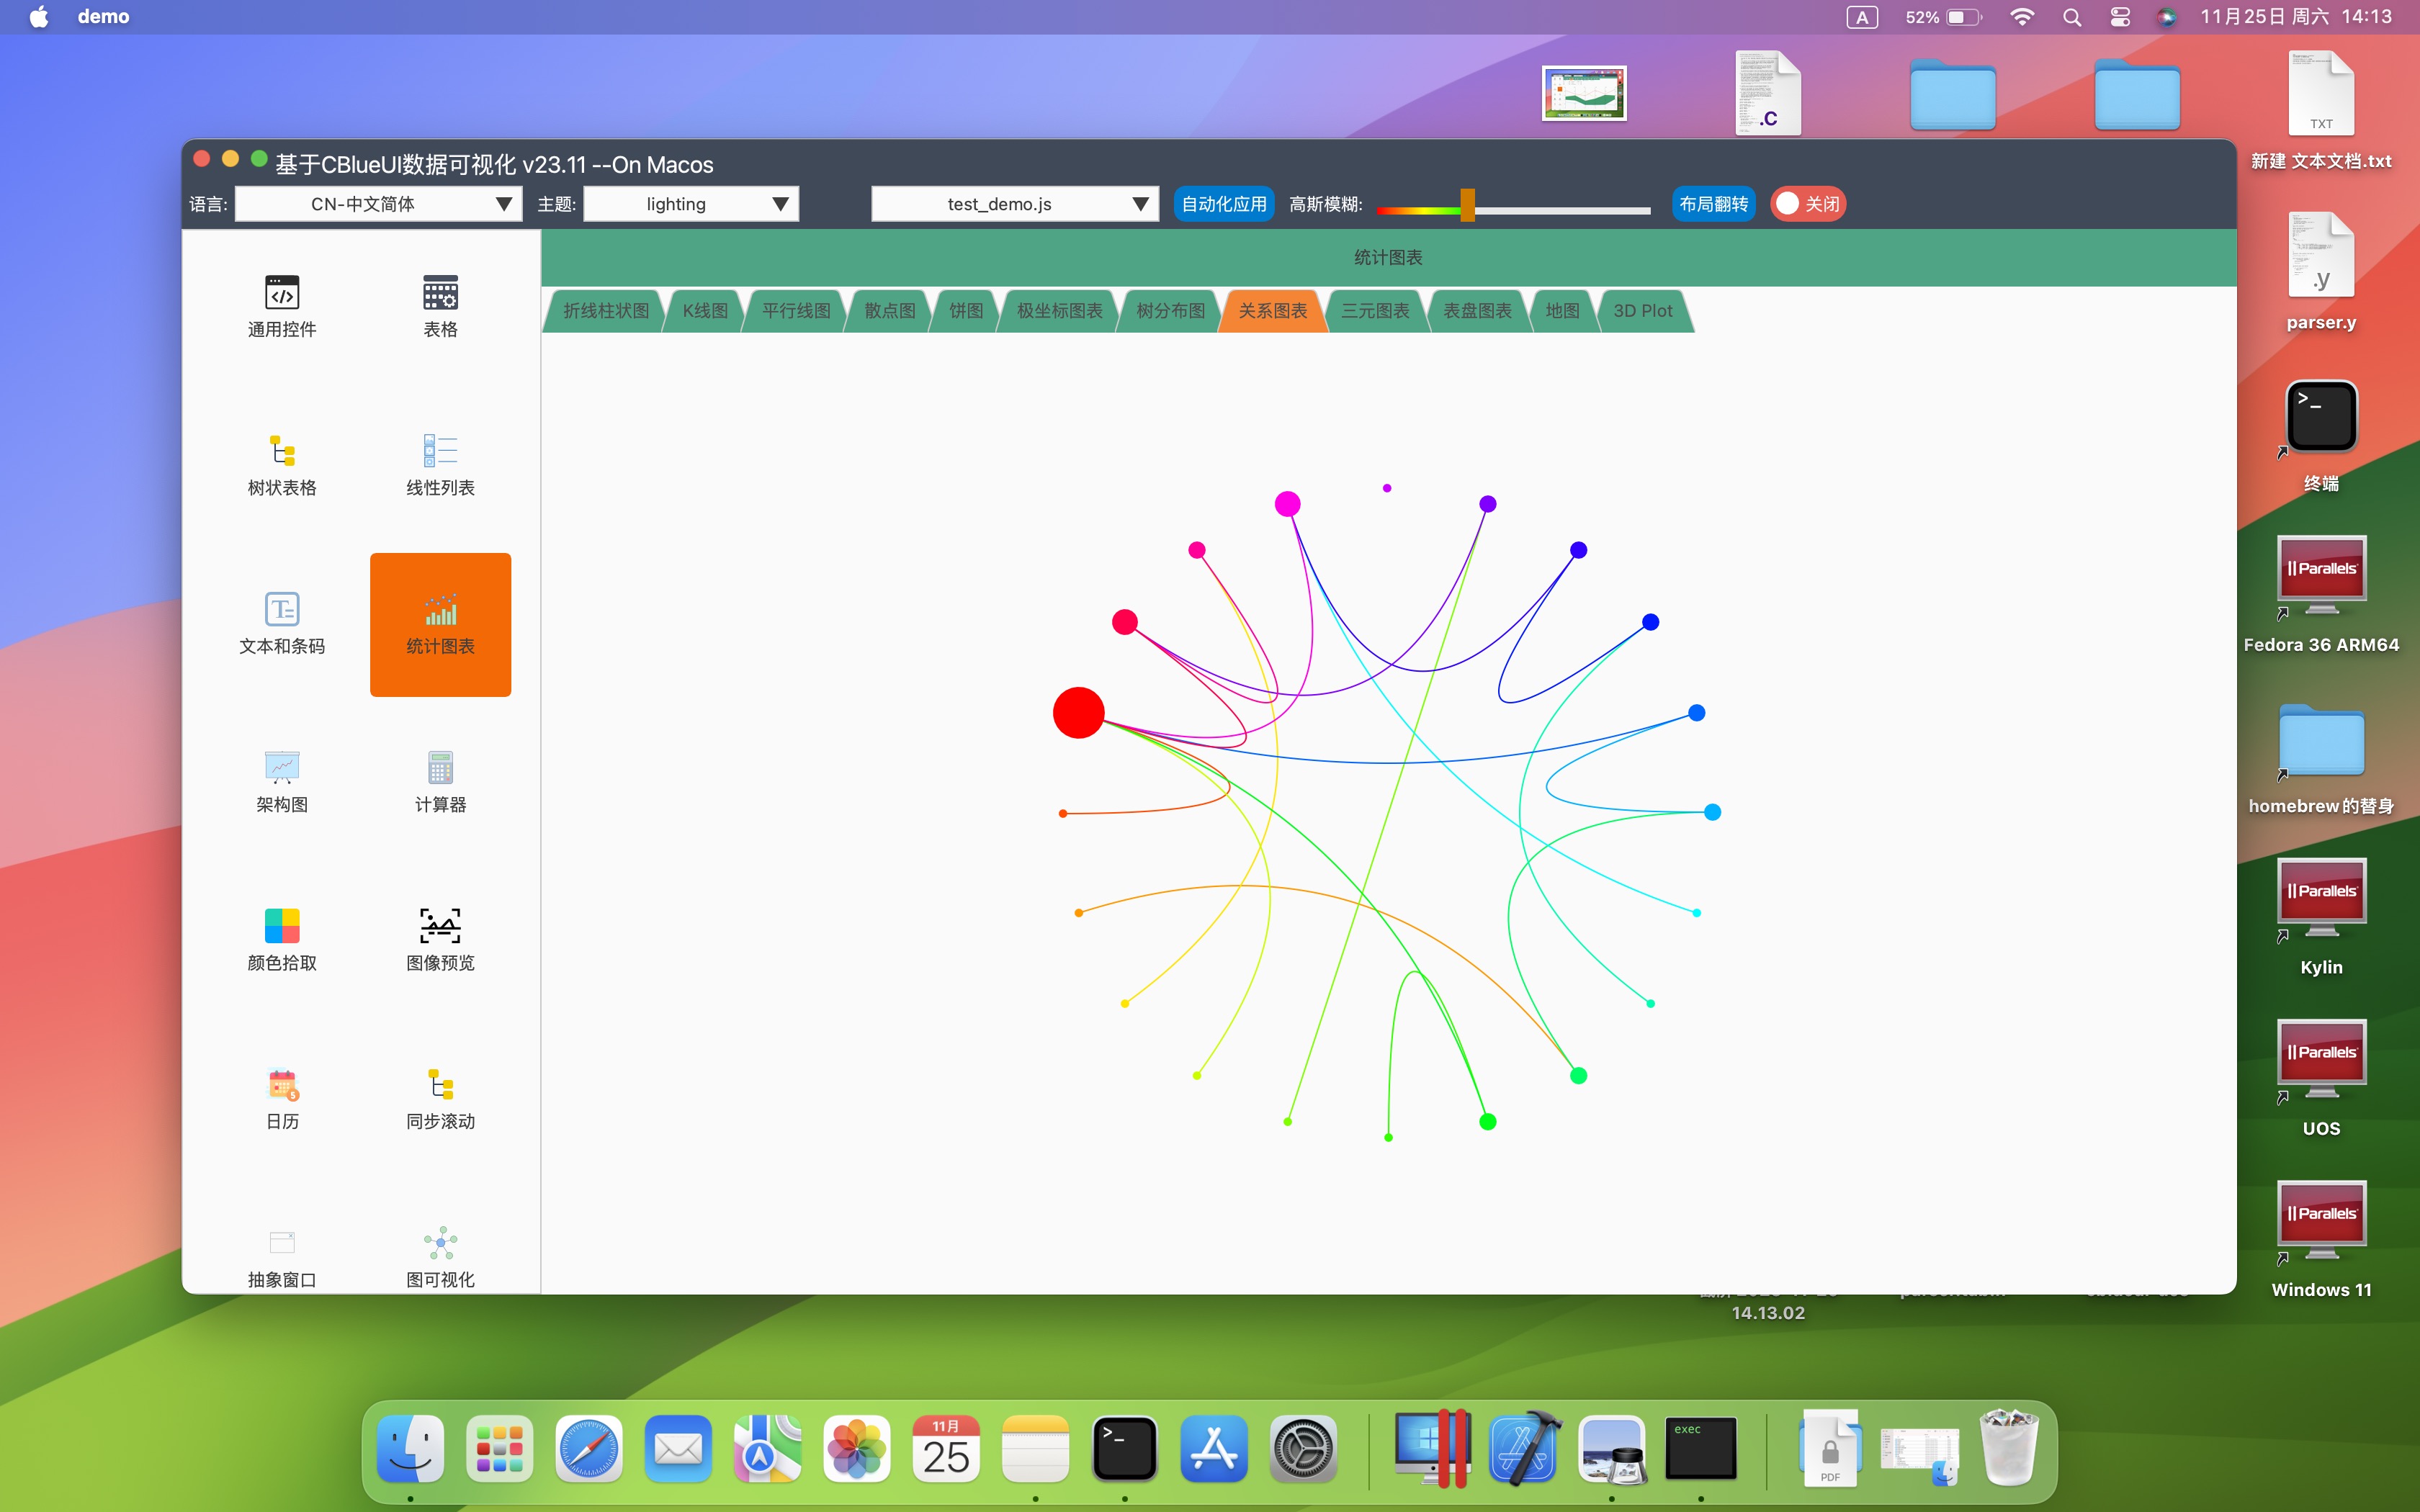 demo
A
52%
11月25日 周六 14:13
.C
TXT
新建 文本文档.txt
基于CBlueUI数据可视化 v23.11 --On Macos
语言:
CN-中文简体
主题:
lighting
test_demo.js
自动化应用
高斯模糊:
布局翻转
关闭
统计图表
折线柱状图
K线图
平行线图
散点图
饼图
极坐标图表
树分布图
关系图表
三元图表
表盘图表
地图
3D Plot
通用控件
表格
树状表格
线性列表
文本和条码
统计图表
架构图
计算器
颜色拾取
图像预览
日历
同步滚动
抽象窗口
图可视化
.y
parser.y
终端
Parallels
Fedora 36 ARM64
homebrew的替身
Parallels
Kylin
Parallels
UOS
Parallels
Windows 11
14.13.02
11月
25
exec
PDF